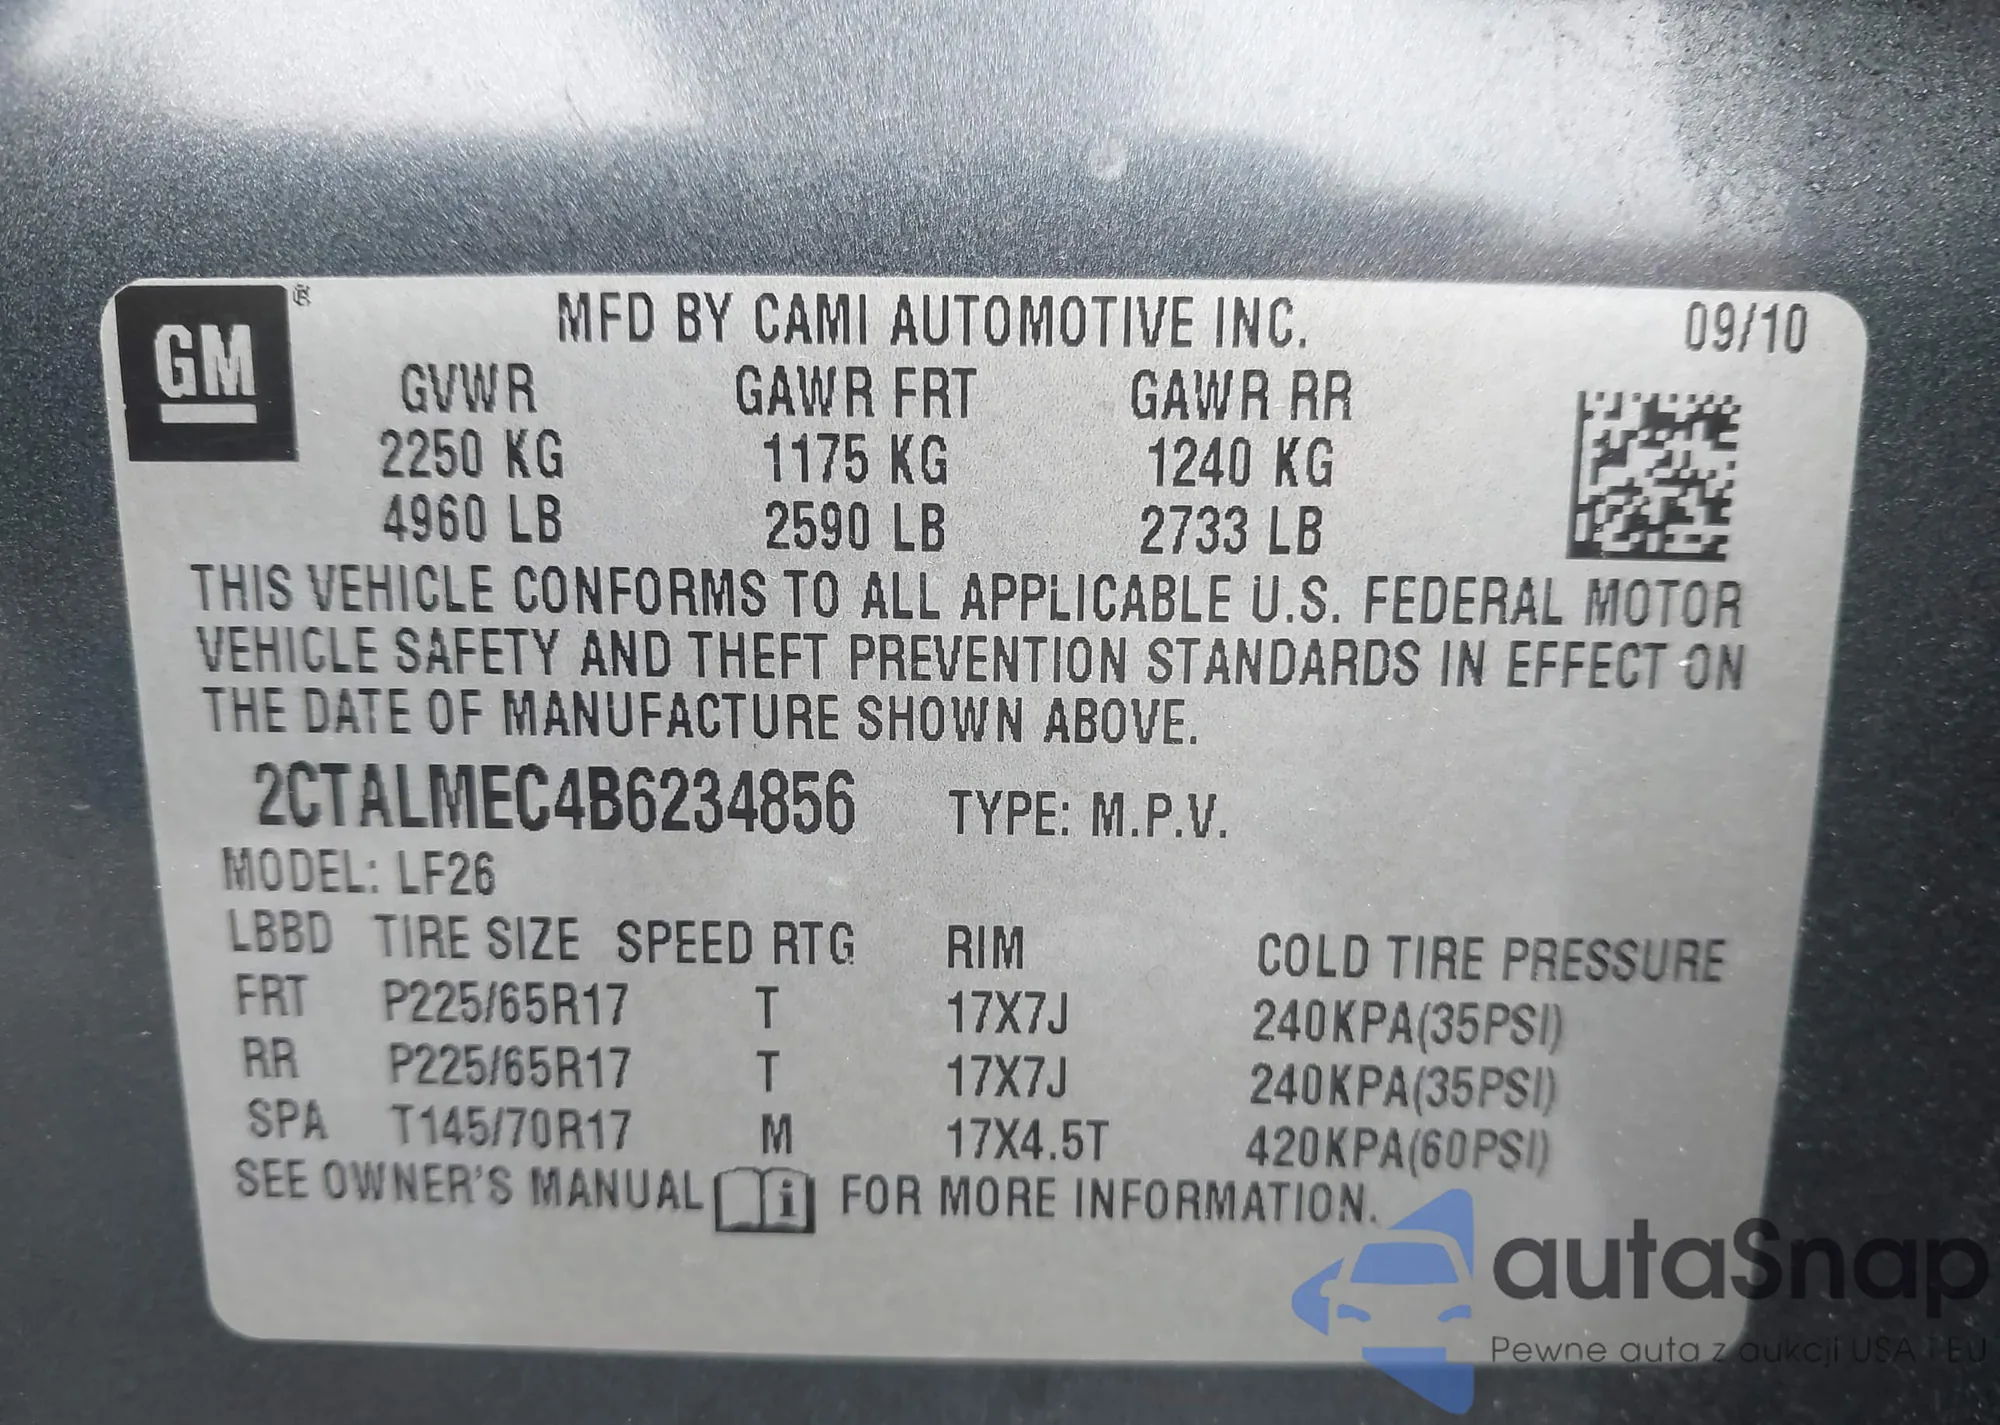 GM ®
MFD BY CAMI AUTOMOTIVE INC. 09/10
GVWR GAWR FRT GAWR RR
2250 KG 1175 KG 1240 KG
4960 LB 2590 LB 2733 LB
THIS VEHICLE CONFORMS TO ALL APPLICABLE U.S. FEDERAL MOTOR
VEHICLE SAFETY AND THEFT PREVENTION STANDARDS IN EFFECT ON
THE DATE OF MANUFACTURE SHOWN ABOVE.
2CTALMEC4B6234856 TYPE: M.P.V.
MODEL: LF26
LBBD TIRE SIZE SPEED RTG RIM COLD TIRE PRESSURE
FRT P225/65R17 T 17X7J 240KPA(35PSI)
RR P225/65R17 T 17X7J 240KPA(35PSI)
SPA T145/70R17 M 17X4.5T 420KPA(60PSI)
SEE OWNER'S MANUAL i FOR MORE INFORMATION.
autaSnap
Pewne auta z aukcji USA i EU